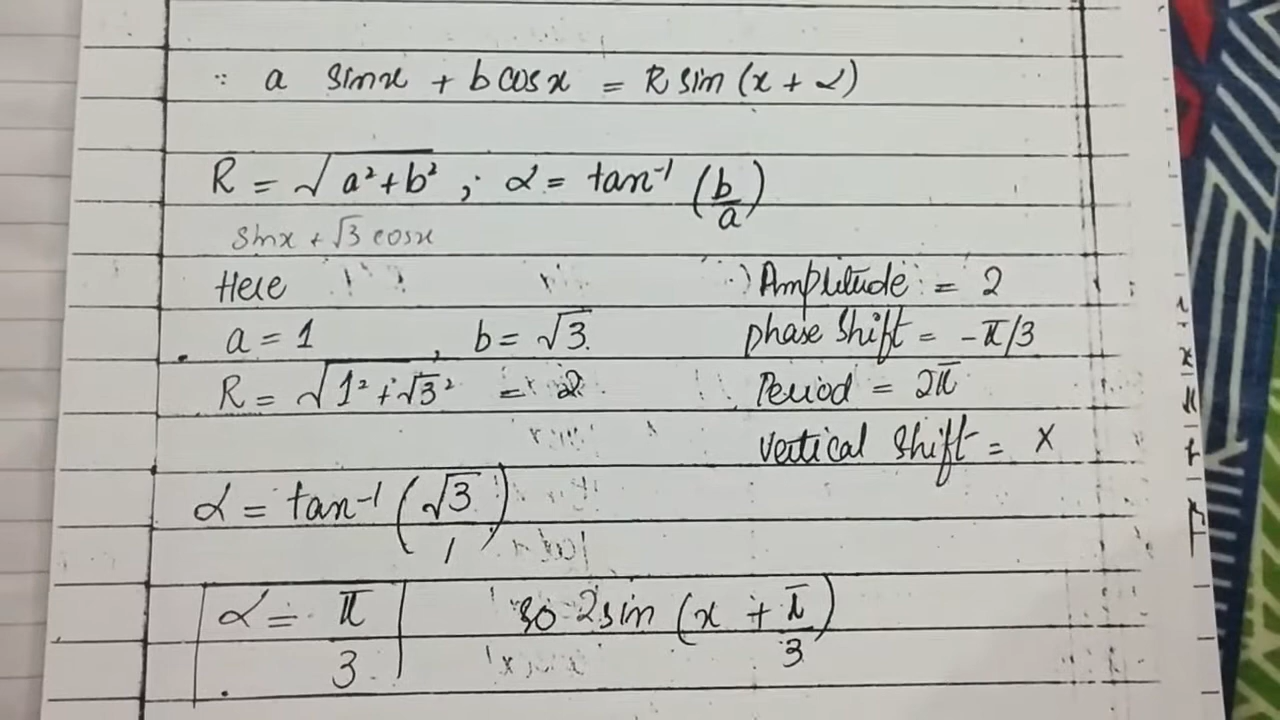 ∵ a sinx + b cosx = R sin (x + α)
R = √a²+b² ; α = tan⁻¹ (b/a)
sinx + √3 cosx
Here
a = 1 , b = √3
R = √1²+√3² = 2
α = tan⁻¹ (√3/1)
α = π/3
Amplitude = 2
phase shift = -π/3
Period = 2π
vertical shift = x
so 2sin (x + π/3)